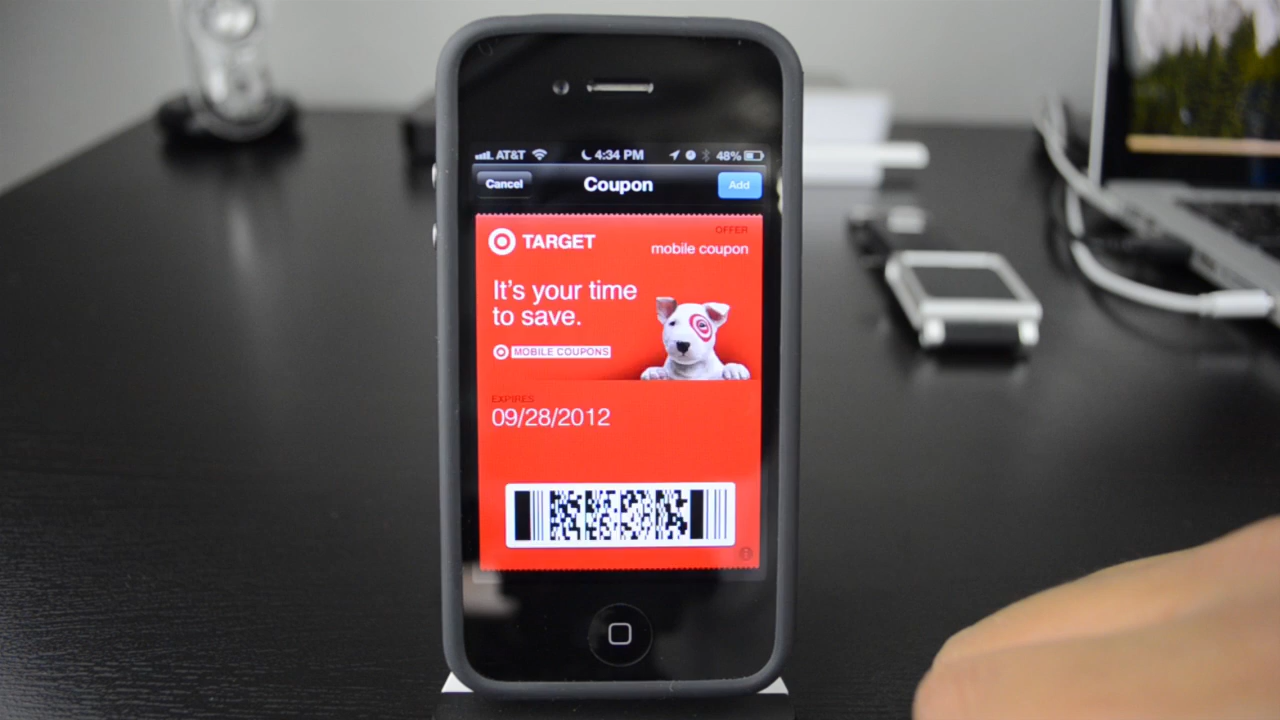 AT&T 4:34 PM 48%
Cancel Coupon Add
TARGET
OFFER
mobile coupon
It's your time
to save.
MOBILE COUPONS
EXPIRES
09/28/2012